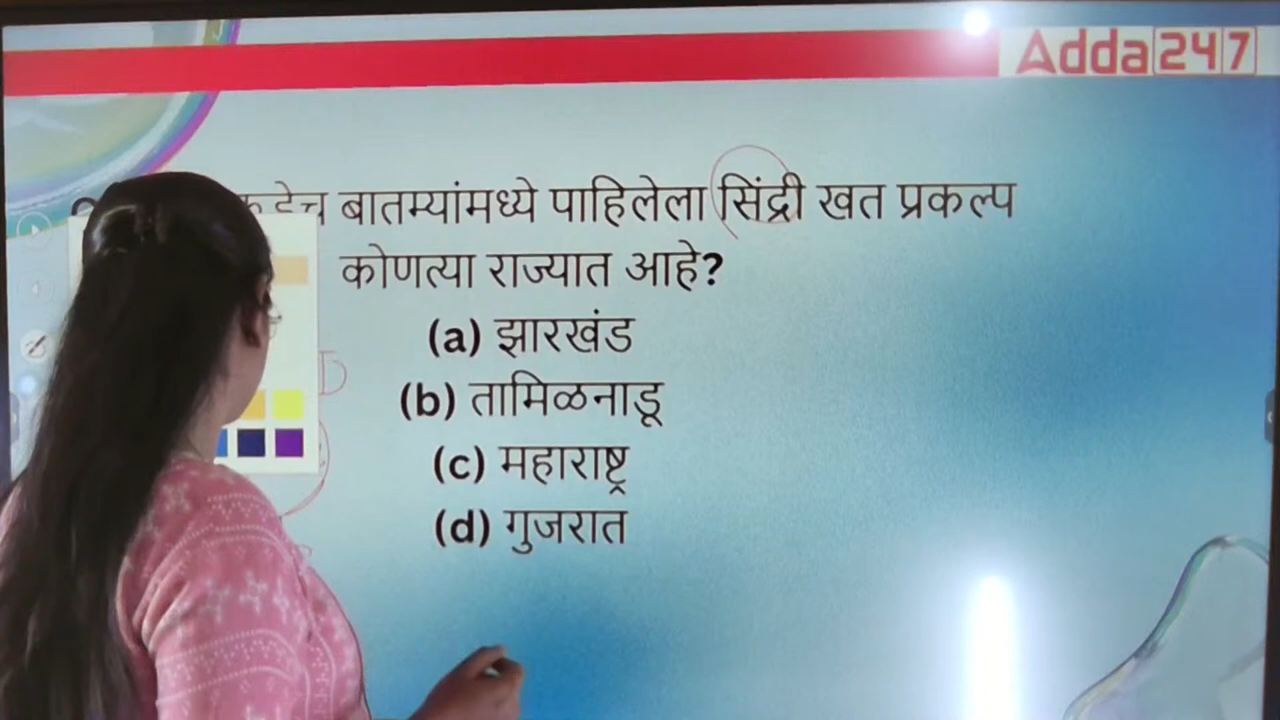 Adda247
बातम्यांमध्ये पाहिलेला सिंद्री खत प्रकल्प
कोणत्या राज्यात आहे?
(a) झारखंड
(b) तामिळनाडू
(c) महाराष्ट्र
(d) गुजरात